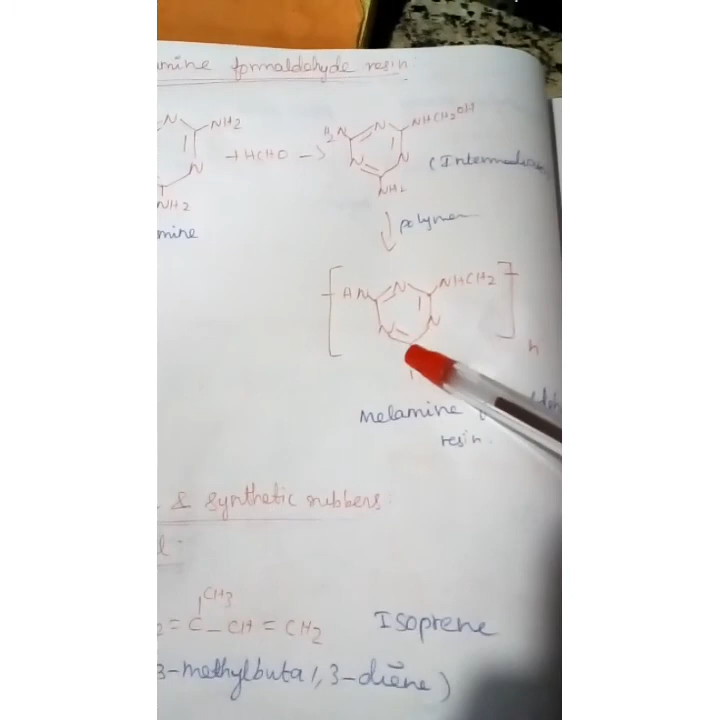 amine formaldehyde resin
N NH2 H2N N NHCH2OH
+ HCHO -> N N
N (Intermediate
NH2 NH2
mine polymer
[ HN N NHCH2 ]
N N n
Melamine
resin.
& synthetic rubbers.
CH3
= C - CH = CH2 Isoprene
3-methylbuta 1,3-diene)